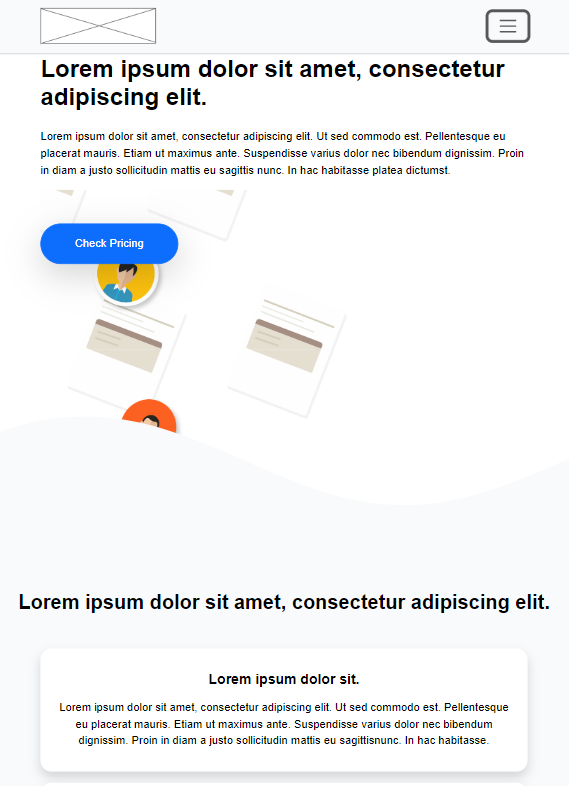 Lorem ipsum dolor sit amet, consectetur
adipiscing elit.
Lorem ipsum dolor sit amet, consectetur adipiscing elit. Ut sed commodo est. Pellentesque eu
placerat mauris. Etiam ut maximus ante. Suspendisse varius dolor nec bibendum dignissim. Proin
in diam a justo sollicitudin mattis eu sagittis nunc. In hac habitasse platea dictumst.
Check Pricing
Lorem ipsum dolor sit amet, consectetur adipiscing elit.
Lorem ipsum dolor sit.
Lorem ipsum dolor sit amet, consectetur adipiscing elit. Ut sed commodo est. Pellentesque
eu placerat mauris. Etiam ut maximus ante. Suspendisse varius dolor nec bibendum
dignissim. Proin in diam a justo sollicitudin mattis eu sagittisnunc. In hac habitasse.